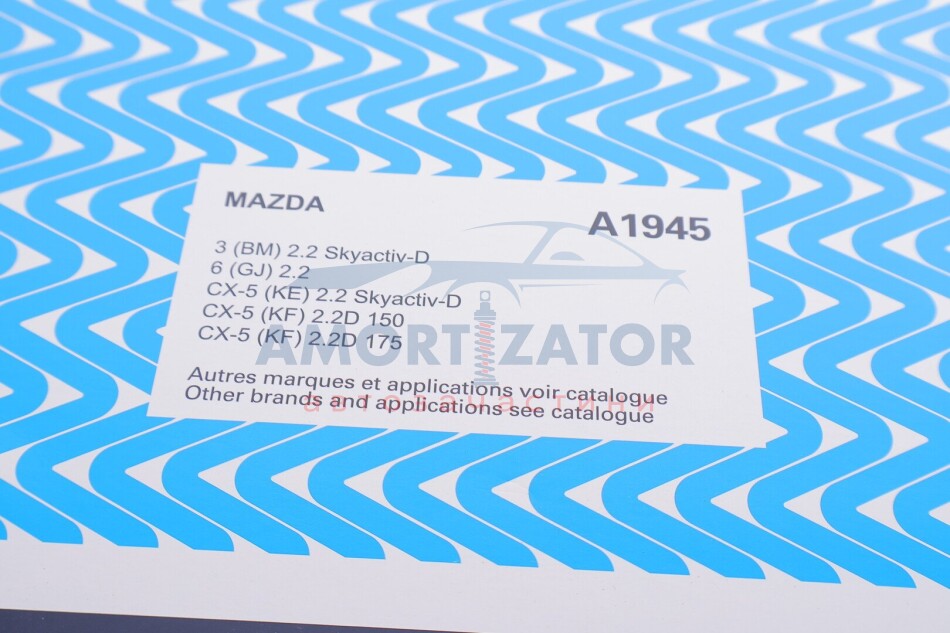 MAZDA
A1945
3 (BM) 2.2 Skyactiv-D
6 (GJ) 2.2
CX-5 (KE) 2.2 Skyactiv-D
CX-5 (KF) 2.2D 150
CX-5 (KF) 2.2D 175
AMORTIZATOR
Autres marques et applications voir catalogue
Other brands and applications see catalogue
автозапчастини